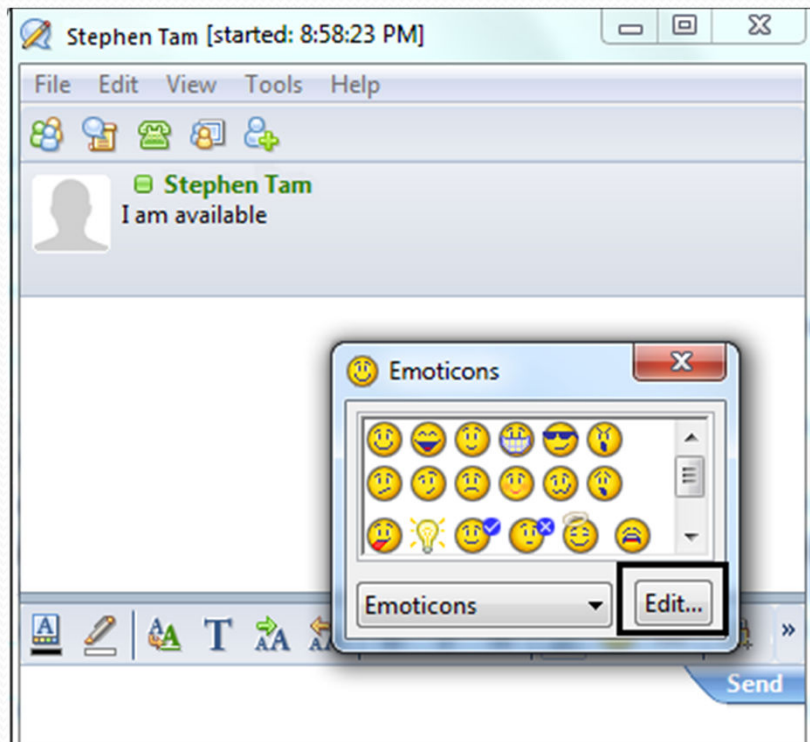 Stephen Tam [started: 8:58:23 PM]
File Edit View Tools Help
Stephen Tam
I am available
Emoticons
Emoticons
Edit...
A A A T A A A
»
Send